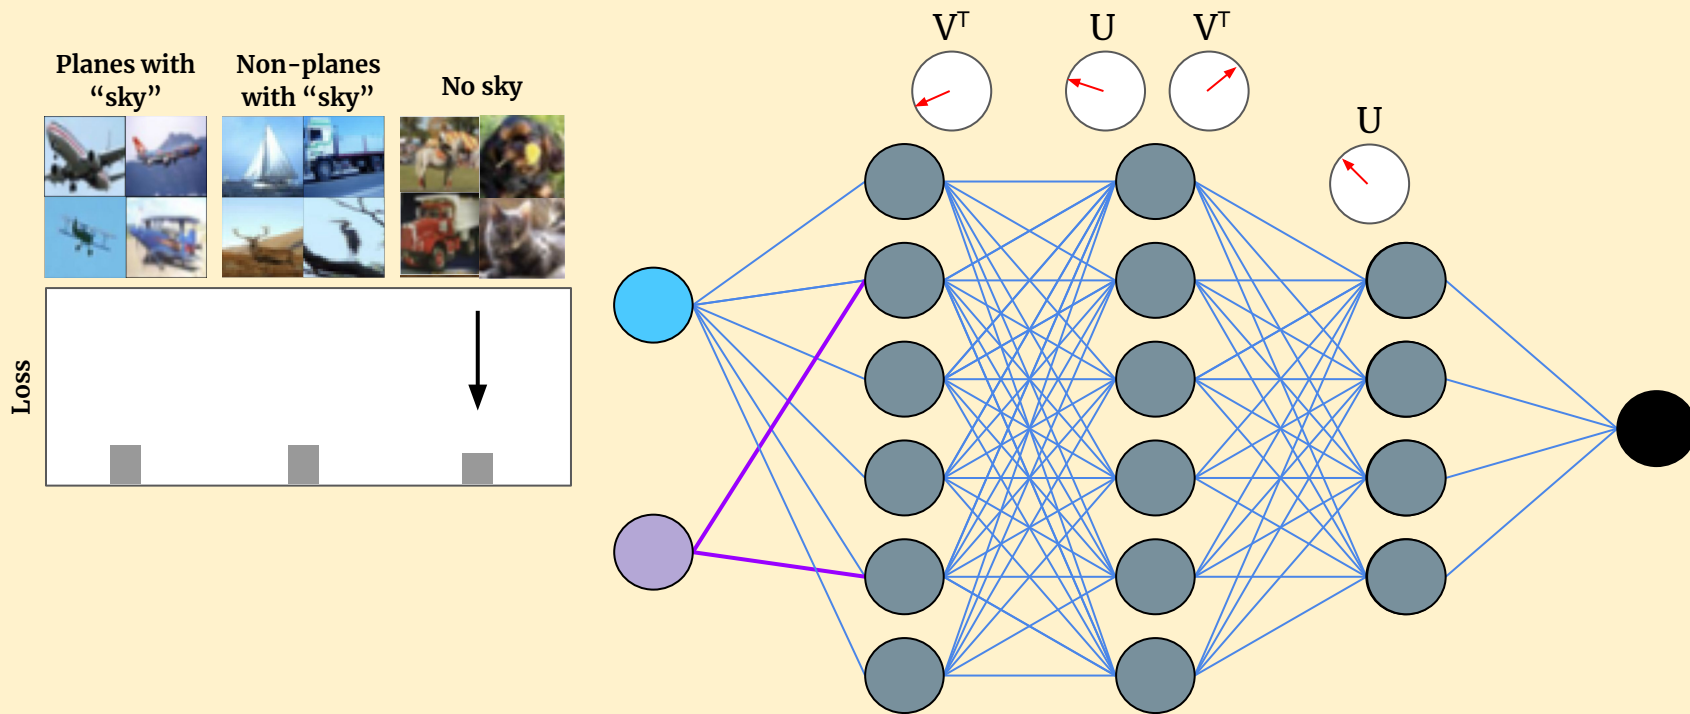 Planes with
“sky”
Non-planes
with “sky”
No sky
Loss
Vᵀ
U
Vᵀ
U